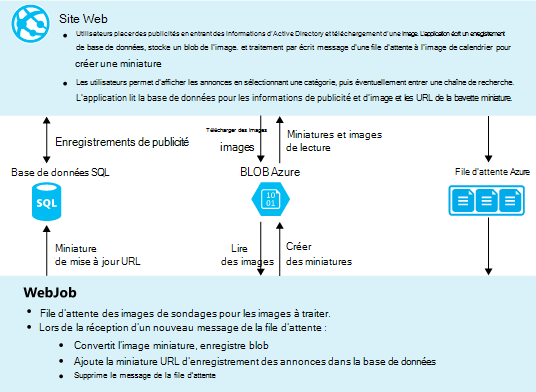 Site Web
Utilisateurs placer des publicités en entrant des informations d'Active Directory et téléchargement d'une image. L'application écrit un enregistrement
de base de données, stocke un blob de l'image. et traitement par écrit message d'une file d'attente à l'image de calendrier pour
créer une miniature
Les utilisateurs permet d'afficher les annonces en sélectionnant une catégorie, puis éventuellement entrer une chaîne de recherche.
L'application lit la base de données pour les informations de publicité et d'image et les URL de la bavette miniature.
Enregistrements de publicité
Télécharger des images
images
Miniatures et images
de lecture
Base de données SQL
BLOB Azure
File d'attente Azure
SQL
10
01
Miniature
de mise à jour URL
Lire
des images
Créer
des miniatures
WebJob
File d'attente des images de sondages pour les images à traiter.
Lors de la réception d'un nouveau message de la file d'attente :
Convertit l'image miniature, enregistre blob
Ajoute la miniature URL d'enregistrement des annonces dans la base de données
Supprime le message de la file d'attente